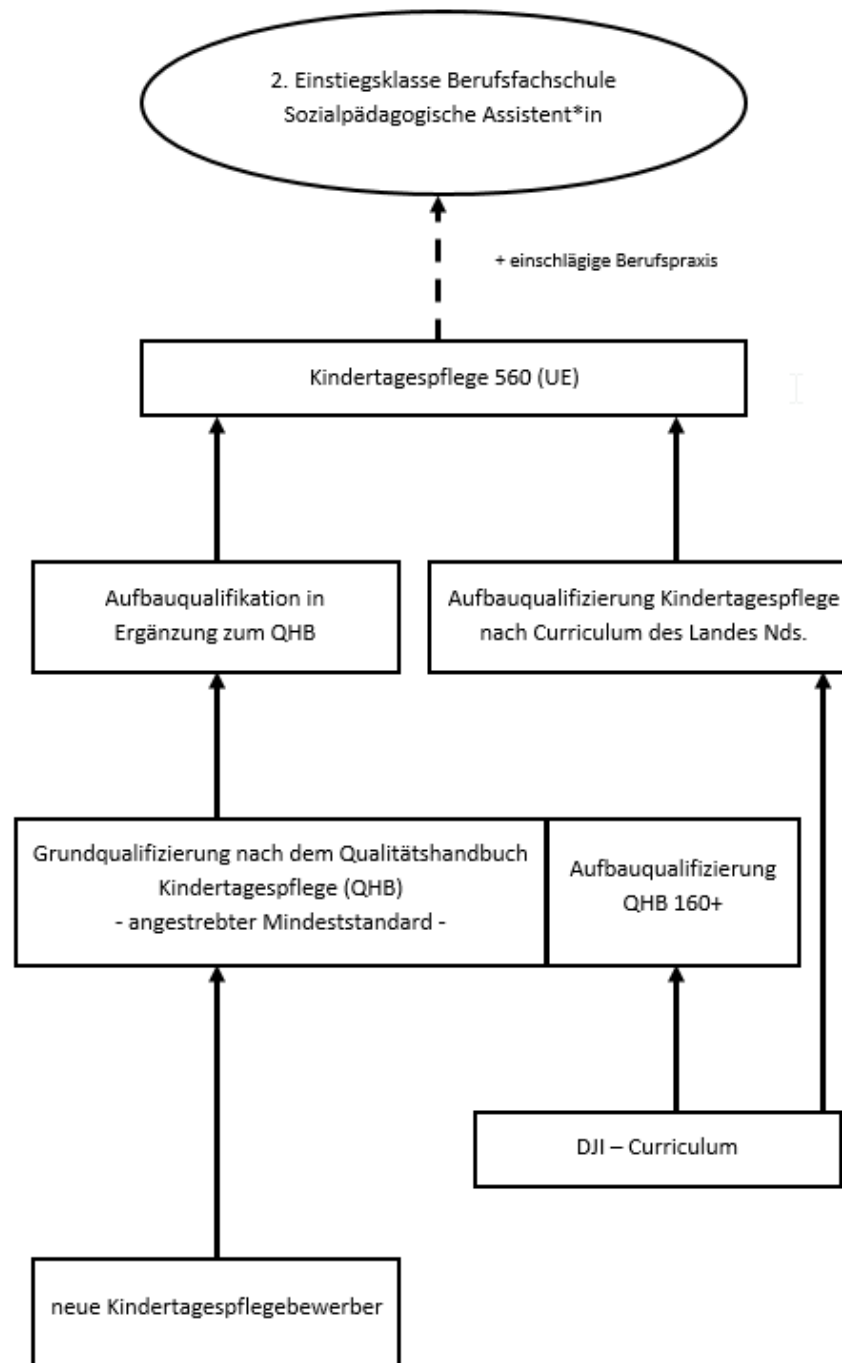 2. Einstiegsklasse Berufsfachschule
Sozialpädagogische Assistent*in
+ einschlägige Berufspraxis
Kindertagespflege 560 (UE)
Aufbauqualifikation in
Ergänzung zum QHB
Aufbauqualifizierung Kindertagespflege
nach Curriculum des Landes Nds.
Grundqualifizierung nach dem Qualitätshandbuch
Kindertagespflege (QHB)
- angestrebter Mindeststandard -
Aufbauqualifizierung
QHB 160+
DJI – Curriculum
neue Kindertagespflegebewerber